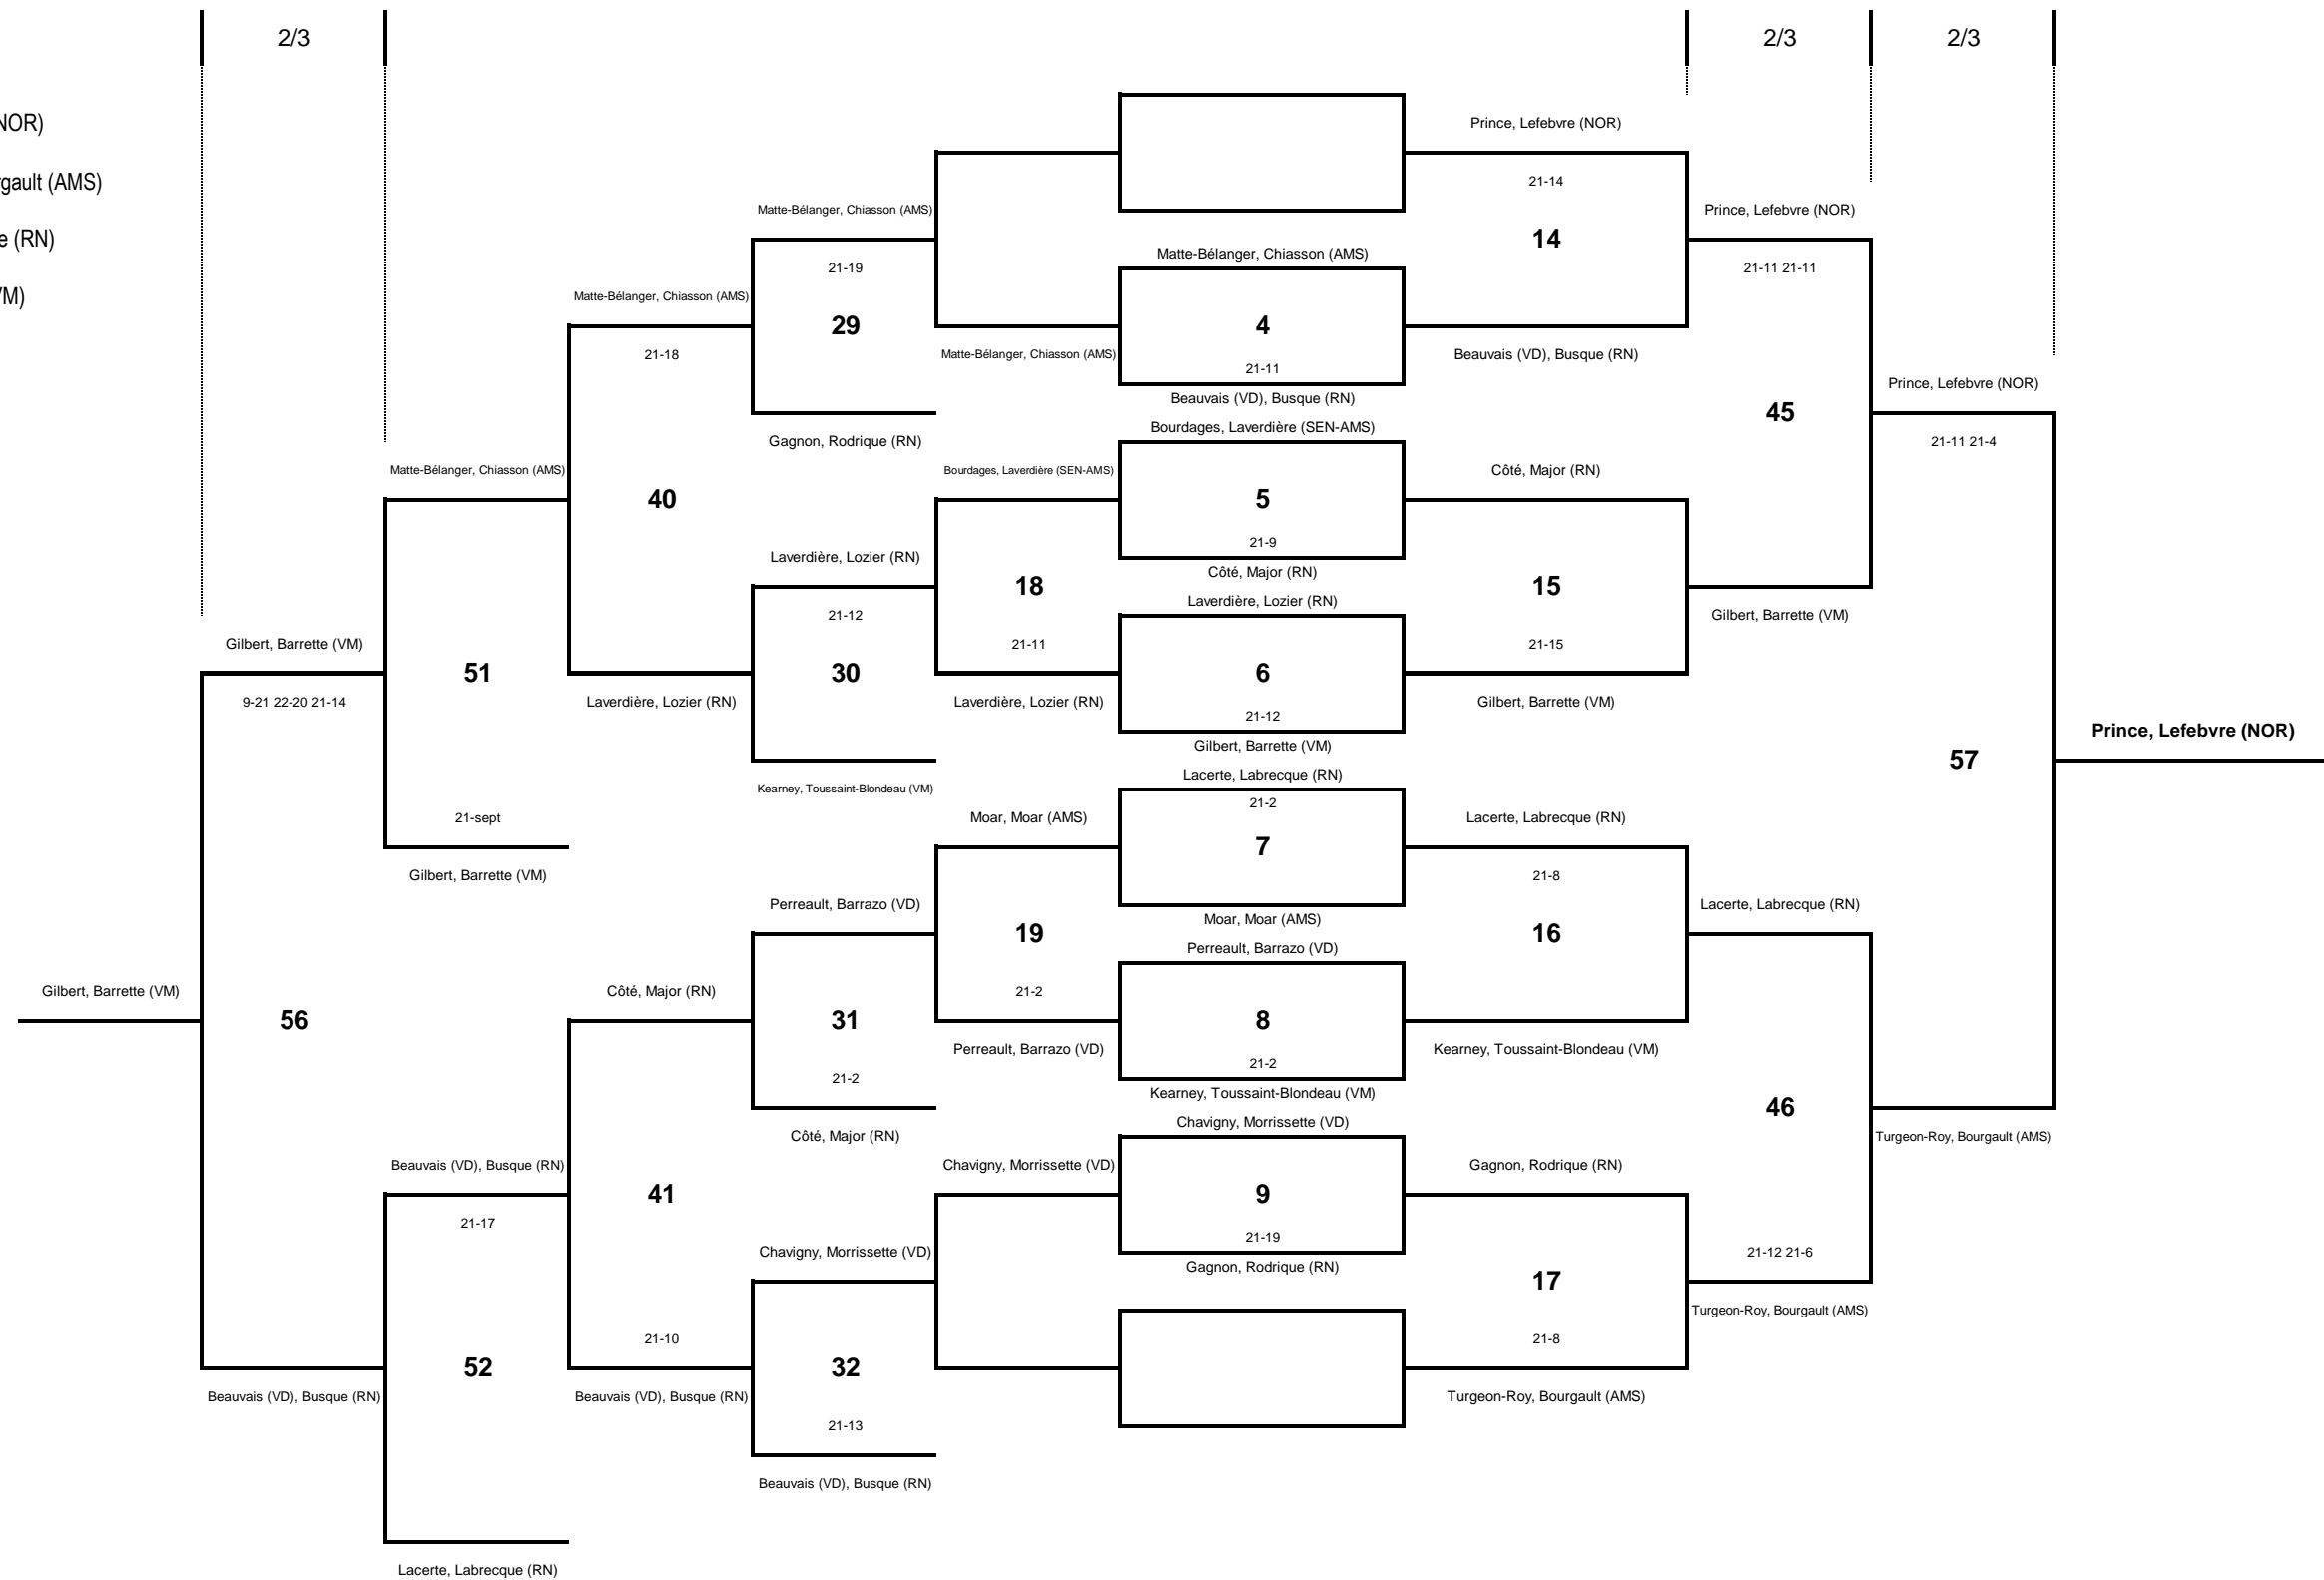 2/3
2/3
2/3
NOR)
gault (AMS)
e (RN)
VM)
Prince, Lefebvre (NOR)
21-14
Matte-Bélanger, Chiasson (AMS)
Prince, Lefebvre (NOR)
14
Matte-Bélanger, Chiasson (AMS)
21-19
21-11 21-11
Matte-Bélanger, Chiasson (AMS)
29
4
21-18
Matte-Bélanger, Chiasson (AMS)
21-11
Beauvais (VD), Busque (RN)
Prince, Lefebvre (NOR)
Beauvais (VD), Busque (RN)
45
Bourdages, Laverdière (SEN-AMS)
Gagnon, Rodrique (RN)
21-11 21-4
Matte-Bélanger, Chiasson (AMS)
Bourdages, Laverdière (SEN-AMS)
Côté, Major (RN)
40
5
21-9
Laverdière, Lozier (RN)
Côté, Major (RN)
18
15
Laverdière, Lozier (RN)
21-12
Gilbert, Barrette (VM)
Gilbert, Barrette (VM)
21-11
21-15
51
30
6
9-21 22-20 21-14
Laverdière, Lozier (RN)
Laverdière, Lozier (RN)
21-12
Gilbert, Barrette (VM)
Prince, Lefebvre (NOR)
Gilbert, Barrette (VM)
57
Lacerte, Labrecque (RN)
Kearney, Toussaint-Blondeau (VM)
21-2
21-sept
Moar, Moar (AMS)
Lacerte, Labrecque (RN)
7
Gilbert, Barrette (VM)
21-8
Perreault, Barrazo (VD)
Lacerte, Labrecque (RN)
Moar, Moar (AMS)
19
16
Perreault, Barrazo (VD)
Gilbert, Barrette (VM)
Côté, Major (RN)
21-2
56
31
8
Perreault, Barrazo (VD)
Kearney, Toussaint-Blondeau (VM)
21-2
21-2
Kearney, Toussaint-Blondeau (VM)
46
Chavigny, Morrissette (VD)
Côté, Major (RN)
Turgeon-Roy, Bourgault (AMS)
Beauvais (VD), Busque (RN)
Chavigny, Morrissette (VD)
Gagnon, Rodrique (RN)
41
9
21-17
21-19
Chavigny, Morrissette (VD)
21-12 21-6
Gagnon, Rodrique (RN)
17
Turgeon-Roy, Bourgault (AMS)
21-10
21-8
52
32
Beauvais (VD), Busque (RN)
Beauvais (VD), Busque (RN)
Turgeon-Roy, Bourgault (AMS)
21-13
Beauvais (VD), Busque (RN)
Lacerte, Labrecque (RN)